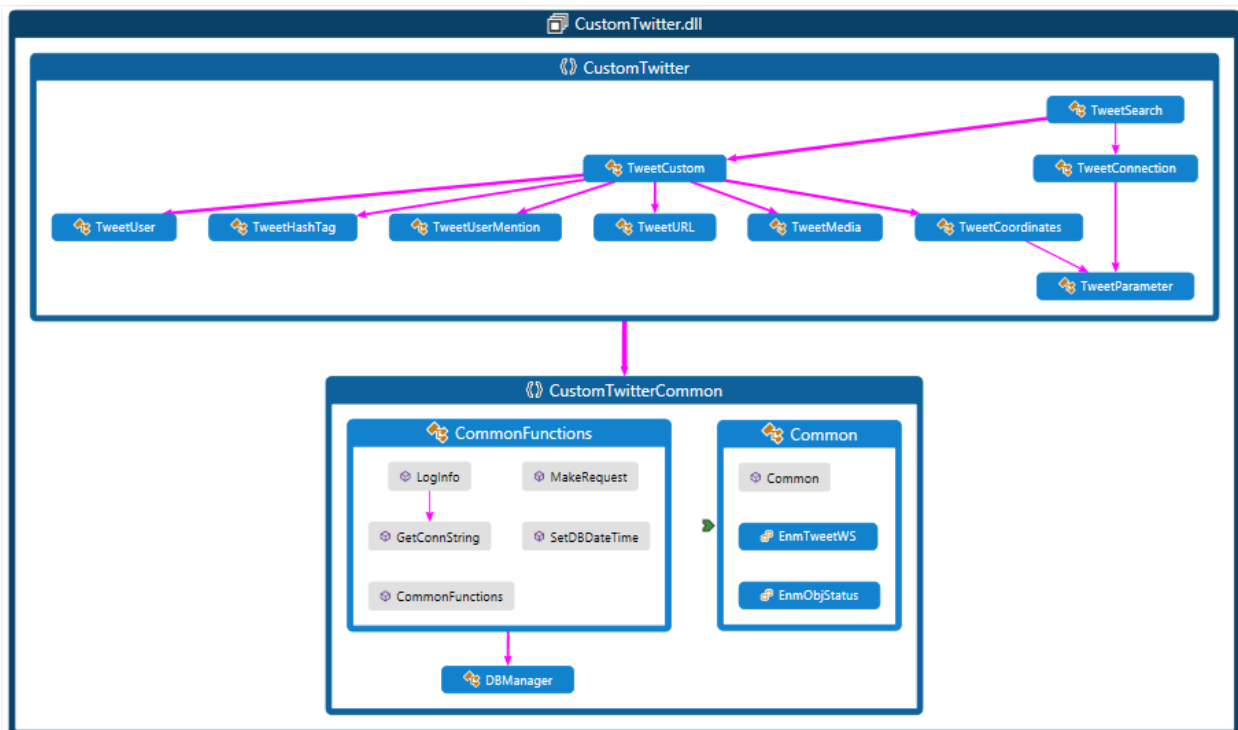 CustomTwitter.dll
CustomTwitter
TweetSearch
TweetCustom
TweetConnection
TweetUser
TweetHashTag
TweetUserMention
TweetURL
TweetMedia
TweetCoordinates
TweetParameter
CustomTwitterCommon
CommonFunctions
Common
LogInfo
MakeRequest
Common
GetConnString
SetDBDateTime
EnmTweetWS
CommonFunctions
EnmObjStatus
DBManager